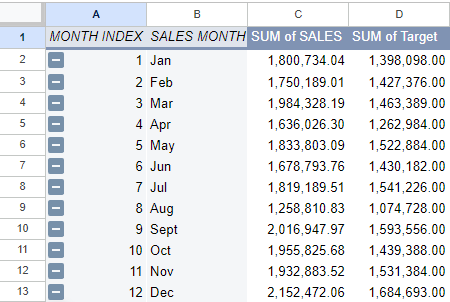 A B C D
1 MONTH INDEX SALES MONTH SUM of SALES SUM of Target
2 1 Jan 1,800,734.04 1,398,098.00
3 2 Feb 1,750,189.01 1,427,376.00
4 3 Mar 1,984,328.19 1,463,389.00
5 4 Apr 1,636,026.30 1,262,984.00
6 5 May 1,833,803.09 1,522,884.00
7 6 Jun 1,678,793.76 1,430,182.00
8 7 Jul 1,819,189.51 1,541,226.00
9 8 Aug 1,258,810.83 1,074,728.00
10 9 Sept 2,016,947.97 1,593,556.00
11 10 Oct 1,955,825.68 1,439,388.00
12 11 Nov 1,932,883.52 1,531,384.00
13 12 Dec 2,152,472.06 1,684,693.00